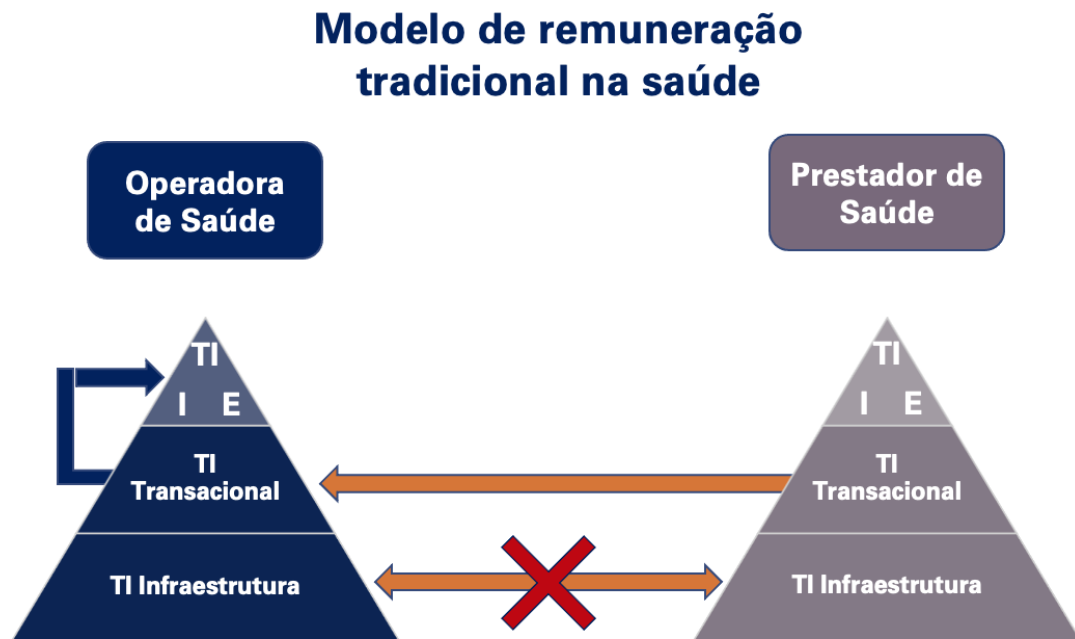 Modelo de remuneração
tradicional na saúde
Operadora
de Saúde
Prestador de
Saúde
TI
I E
TI
Transacional
TI Infraestrutura
TI
I E
TI
Transacional
TI Infraestrutura